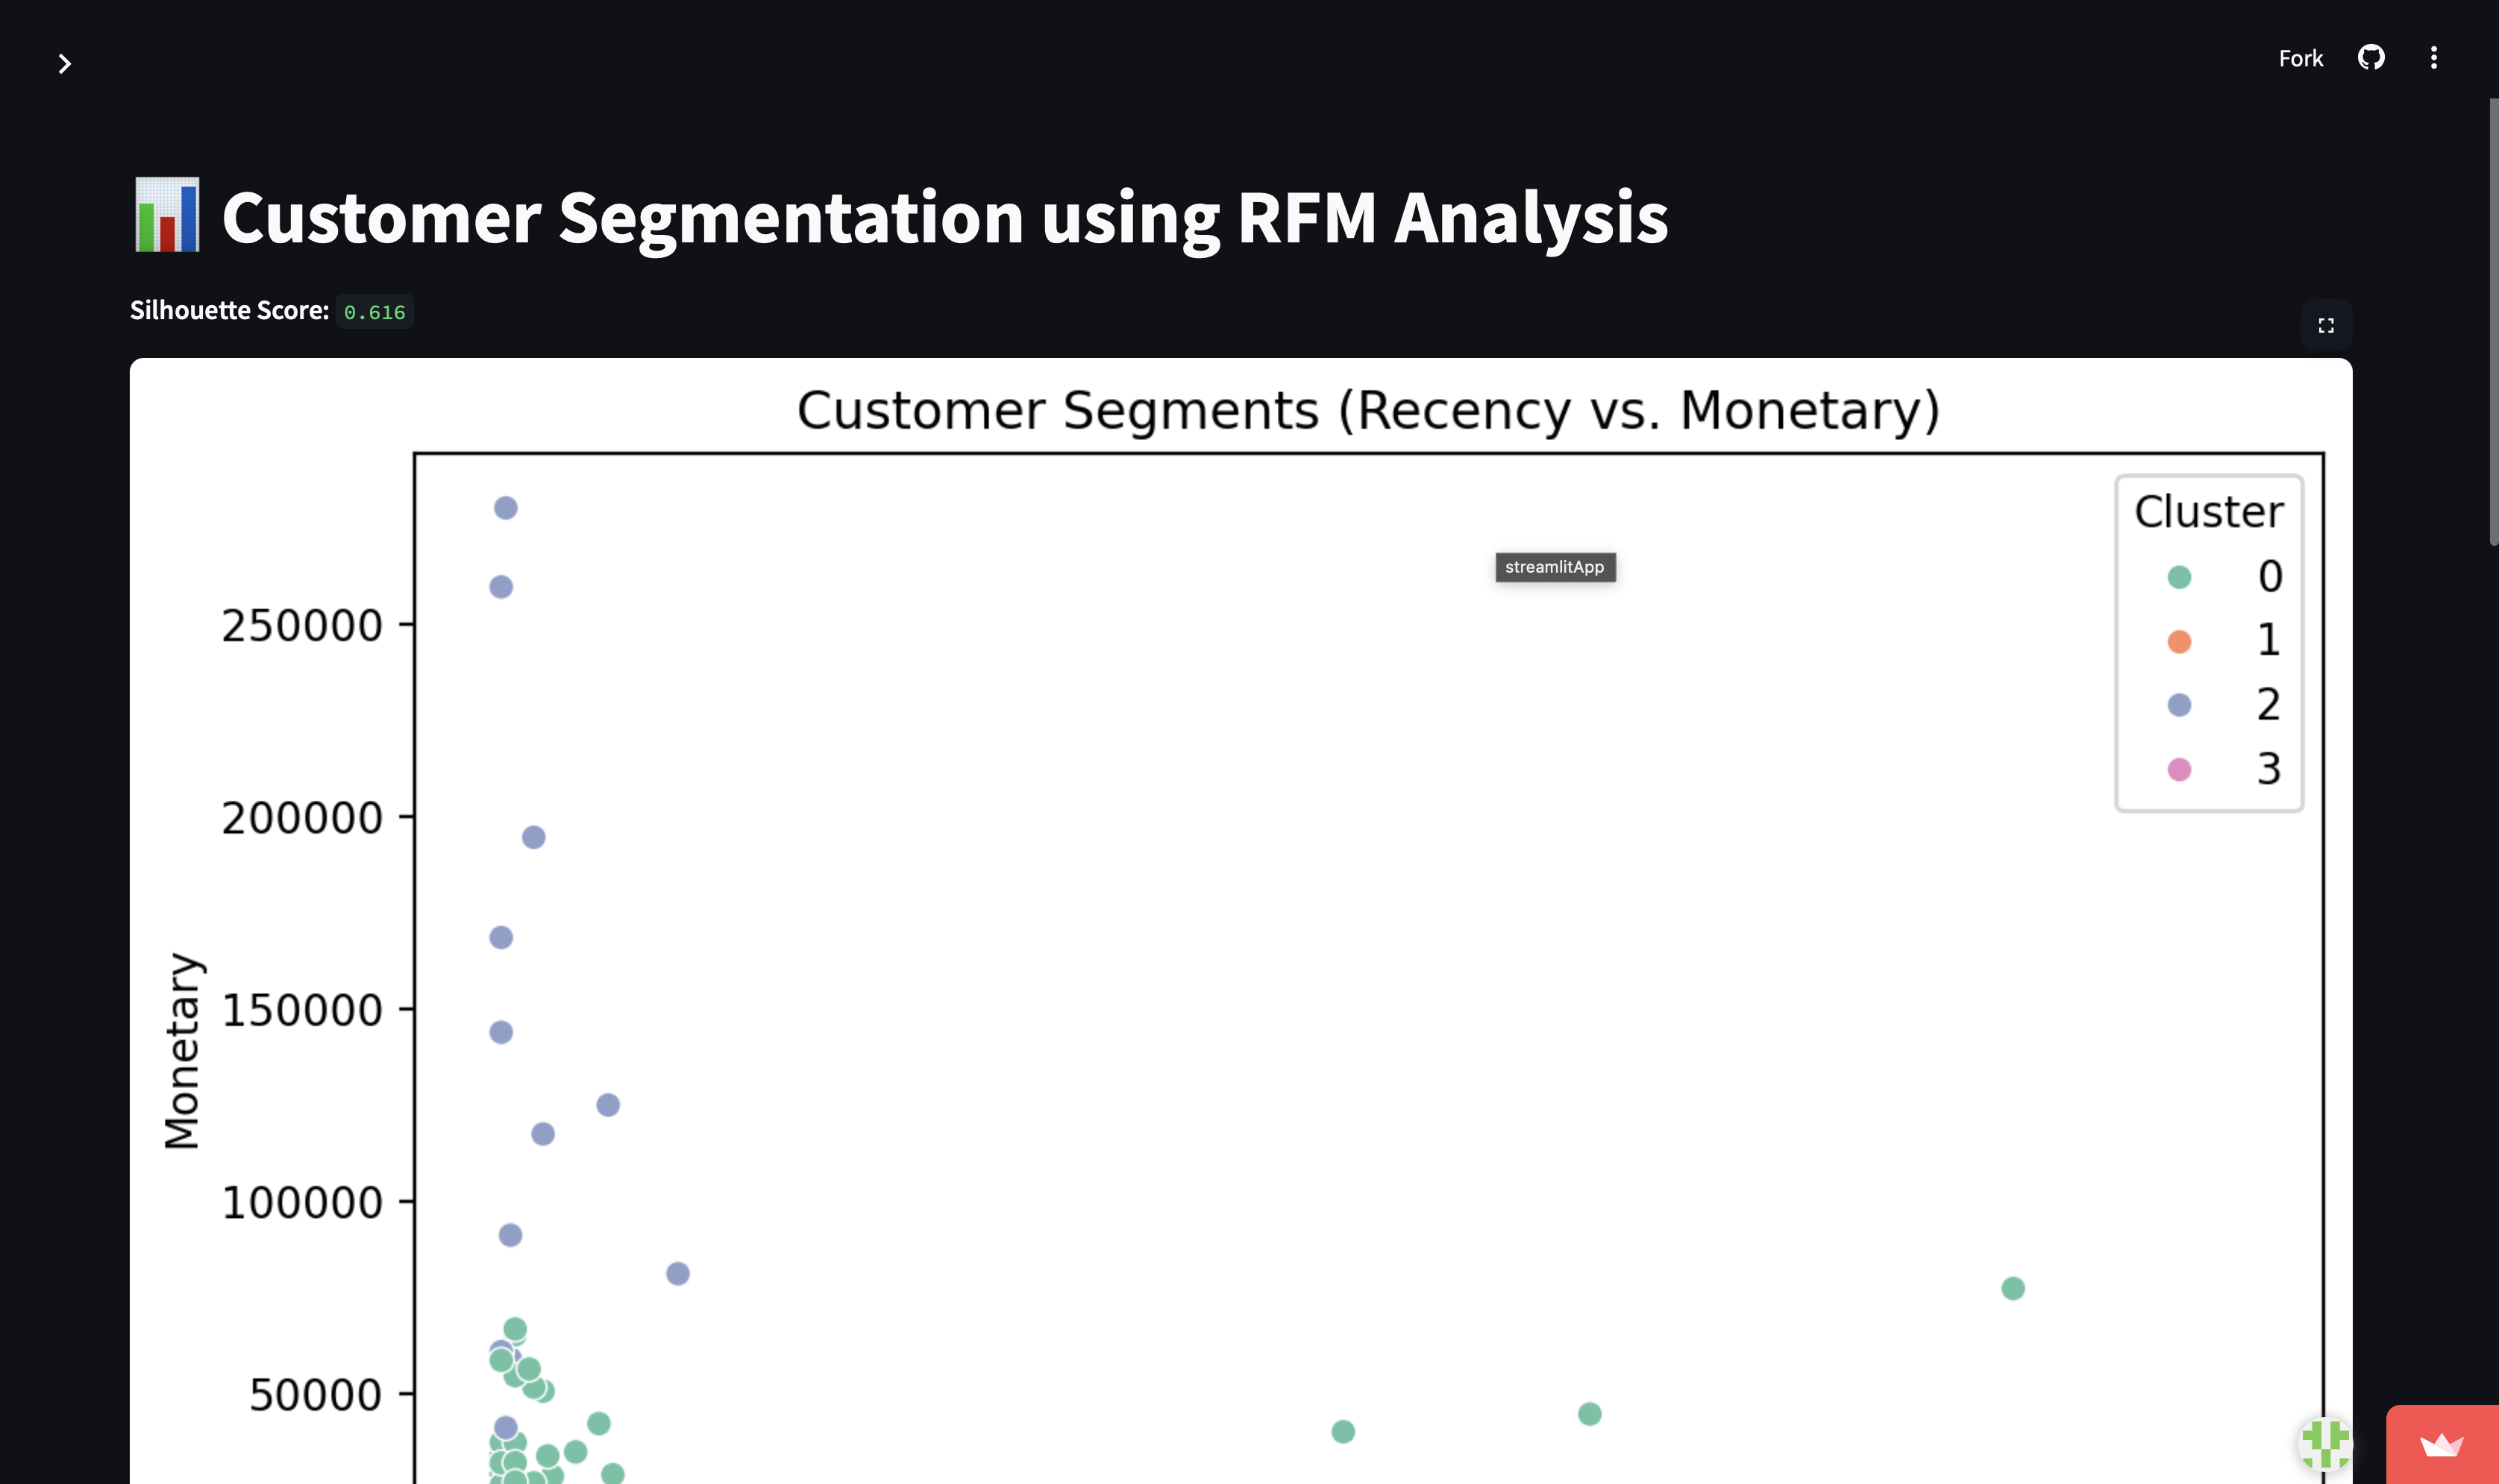 Fork
Customer Segmentation using RFM Analysis
Silhouette Score: 0.616
Customer Segments (Recency vs. Monetary)
Cluster
0
1
2
3
streamlitApp
250000
200000
150000
100000
50000
Monetary